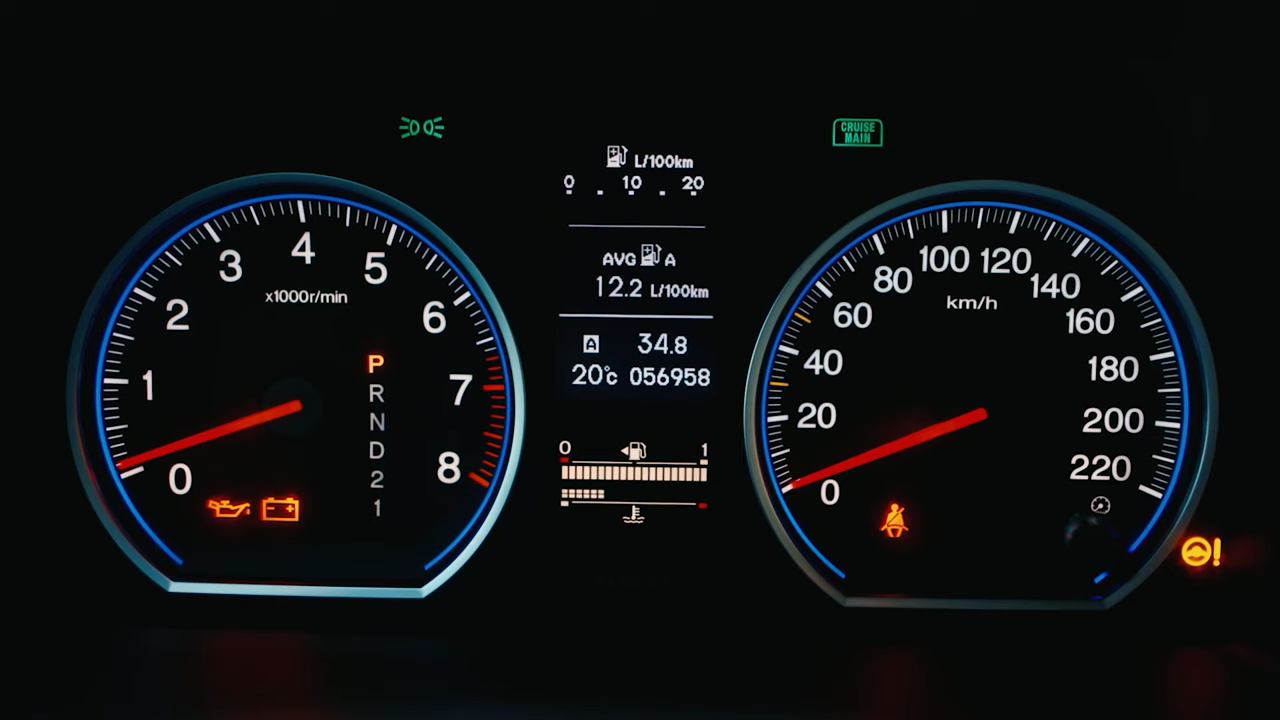 CRUISE
MAIN
L/100km
0 . 10 . 20
AVG A
12.2 L/100km
A 34.8
20°c 056958
0 1
0
1
2
3
4
5
6
7
8
x1000r/min
P
R
N
D
2
1
0
20
40
60
80
100
120
140
160
180
200
220
km/h